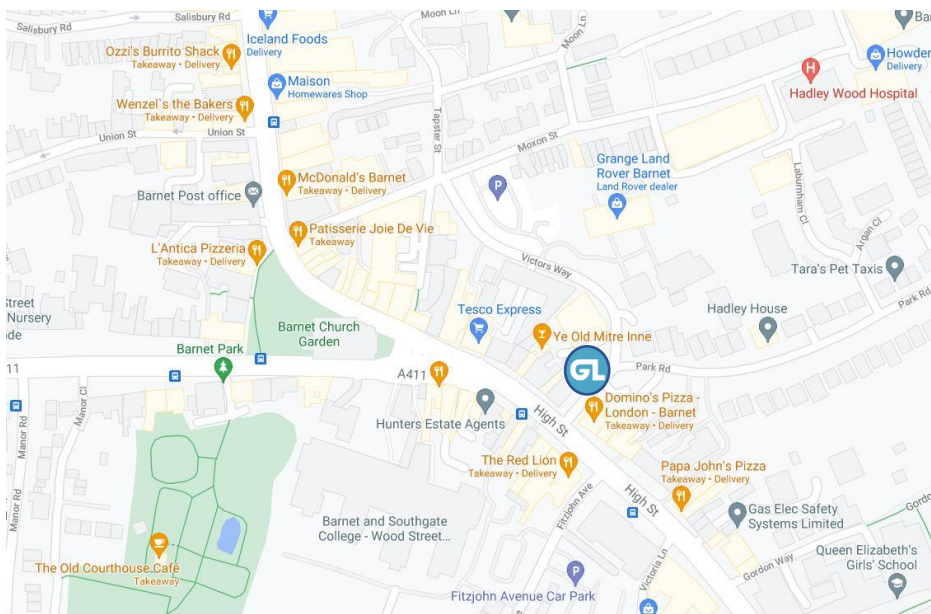 Salisbury Rd
Salisbury Rd
Iceland Foods
Delivery
Moon Ln
Moon Ln
Ba
Howden
Delivery
Ozzi's Burrito Shack
Takeaway • Delivery
Maison
Homewares Shop
H
Hadley Wood Hospital
Wenzel's the Bakers
Takeaway • Delivery
Union St
Union St
Tapster St
Moxon St
Grange Land
Rover Barnet
Land Rover dealer
Laburnham Cl
McDonald's Barnet
Takeaway • Delivery
P
Barnet Post office
Patisserie Joie De Vie
Takeaway
Argan Cl
L'Antica Pizzeria
Takeaway • Delivery
Victors Way
Tara's Pet Taxis
Park Rd
Street
Nursery
de
Tesco Express
Hadley House
Barnet Church
Garden
Ye Old Mitre Inne
Barnet Park
11
A411
GL
Park Rd
Manor Cl
Manor Rd
Manor Rd
Hunters Estate Agents
High St
Domino's Pizza -
London - Barnet
Takeaway • Delivery
The Red Lion
Takeaway • Delivery
Papa John's Pizza
Takeaway • Delivery
Fitzjohn Ave
High St
Gas Elec Safety
Systems Limited
Gordo
Barnet and Southgate
College - Wood Street...
The Old Courthouse Café
Takeaway
P
Fitzjohn Avenue Car Park
Victoria Ln
Gordon Way
Queen Elizabeth's
Girls' School